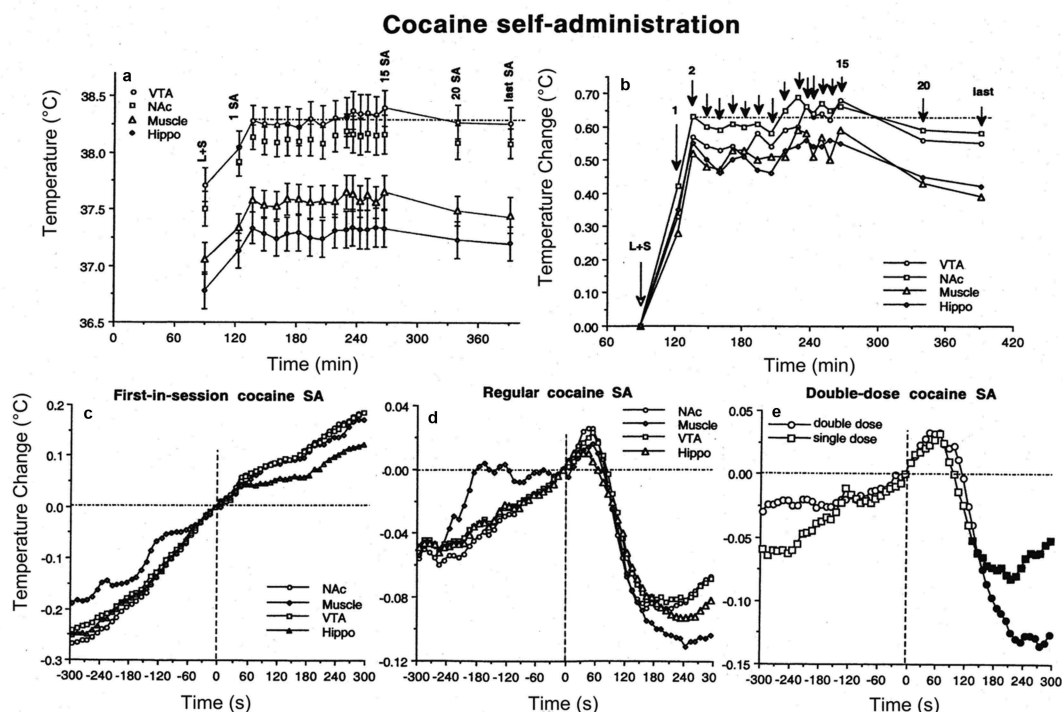 Cocaine self-administration
a
VTA
NAc
Muscle
Hippo
L+S
1 SA
15 SA
20 SA
last SA
Temperature (°C)
38.5
38.0
37.5
37.0
36.5
0 60 120 180 240 300 360 400
Time (min)
b
L+S
1
2
15
20
last
VTA
NAc
Muscle
Hippo
Temperature Change (°C)
0.70
0.60
0.50
0.40
0.30
0.20
0.10
0.00
60 120 180 240 300 360 420
Time (min)
c
First-in-session cocaine SA
NAc
Muscle
VTA
Hippo
Temperature Change (°C)
0.2
0.1
0.0
-0.1
-0.2
-0.3
-300 -240 -180 -120 -60 0 60 120 180 240 300
Time (s)
d
Regular cocaine SA
NAc
Muscle
VTA
Hippo
0.04
-0.00
-0.04
-0.08
-0.12
-300 -240 -180 -120 -60 0 60 120 180 240 30
Time (s)
e
Double-dose cocaine SA
double dose
single dose
0.05
0.00
-0.05
-0.10
-0.15
-300 -240 -180 -120 -60 0 60 120 180 240 300
Time (s)